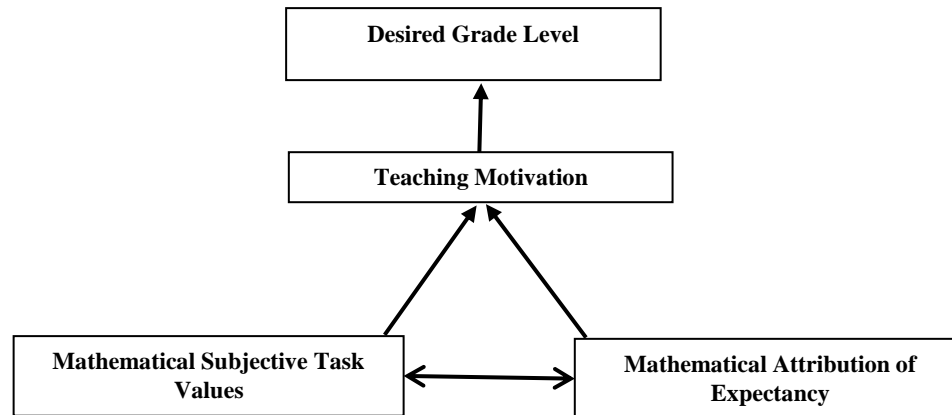 Desired Grade Level
Teaching Motivation
Mathematical Subjective Task
Values
Mathematical Attribution of
Expectancy